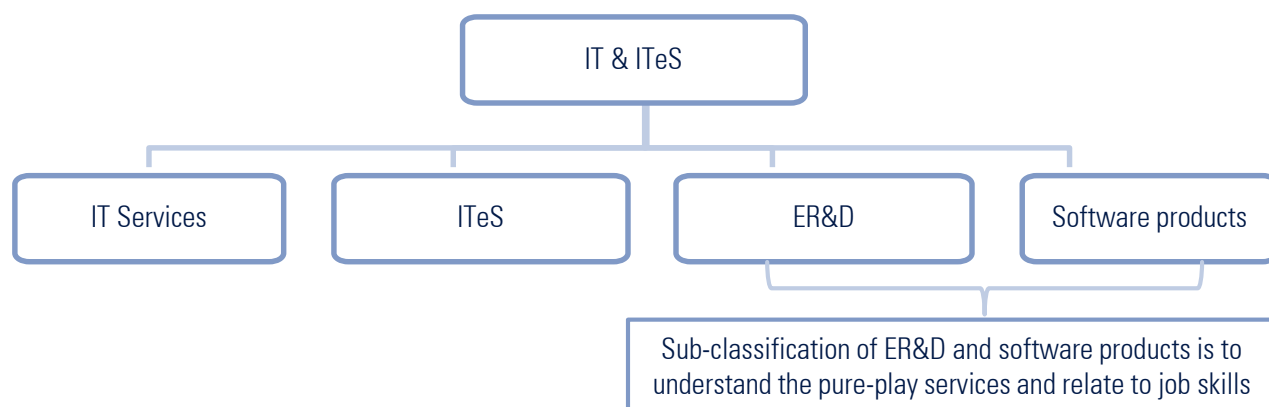 IT & ITeS
IT Services
ITeS
ER&D
Software products
Sub-classification of ER&D and software products is to
understand the pure-play services and relate to job skills